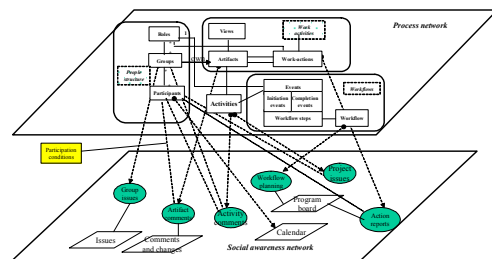 Process network
Roles
1
Views
Work
activities
Groups
own
Artifacts
Work-actions
People
structure
Participants
Activities
Events
Initiation
events
Completion
events
Workflow steps
Workflows
Workflow
Participation
conditions
Group
issues
Artifact
comments
Activity
comments
Workflow
planning
Project
issues
Program
board
Action
reports
Issues
Comments
and changes
Calendar
Social awareness network